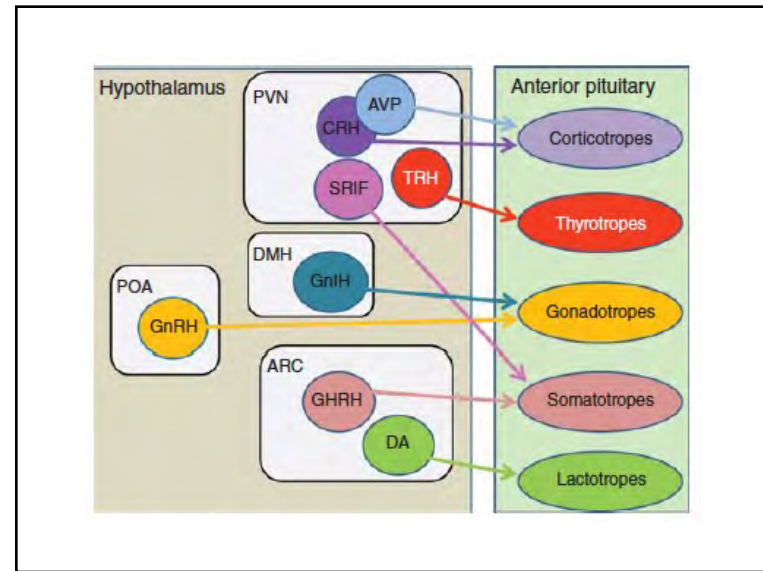 Hypothalamus
PVN
AVP
CRH
SRIF
TRH
DMH
GnIH
POA
GnRH
ARC
GHRH
DA
Anterior pituitary
Corticotropes
Thyrotropes
Gonadotropes
Somatotropes
Lactotropes